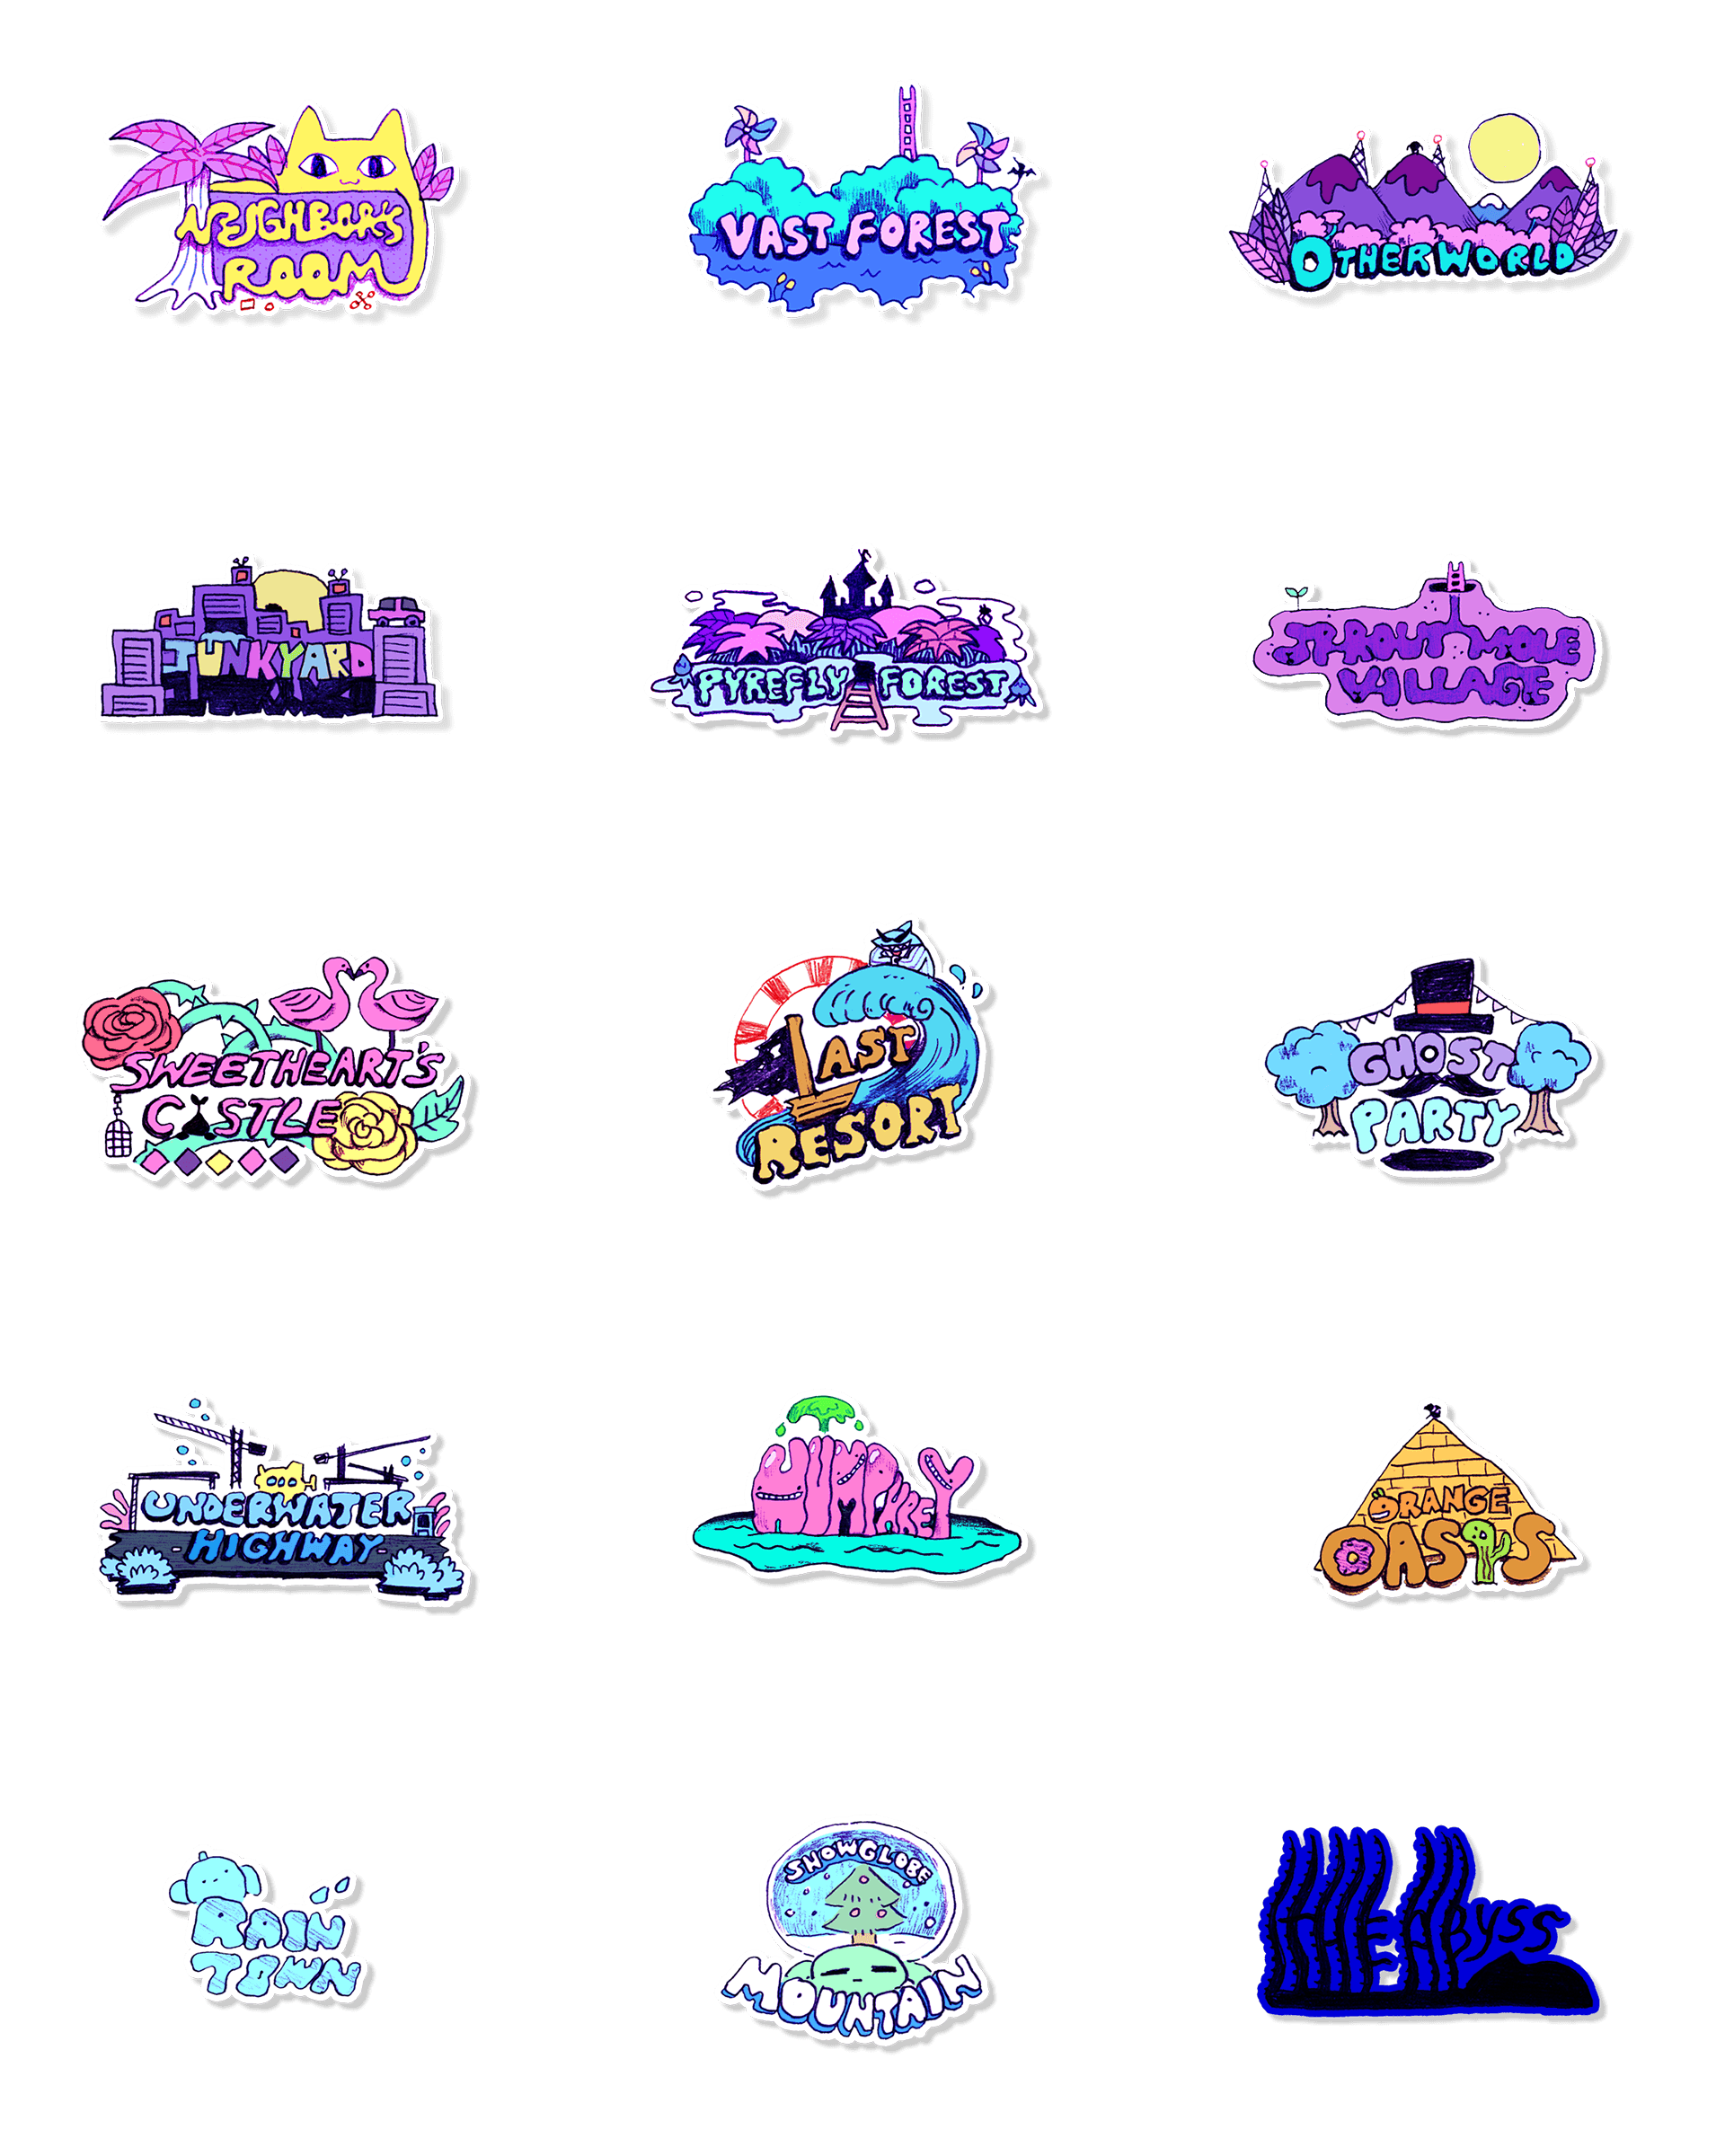 NEIGHBOR'S
ROOM
VAST FOREST
OTHERWORLD
JUNKYARD
PYREFLY FOREST
SPROUT MOLE
VILLAGE
SWEETHEART'S
CASTLE
LAST
RESORT
GHOST
PARTY
UNDERWATER
HIGHWAY
HUMPHREY
ORANGE
OASIS
RAIN
TOWN
SNOWGLOBE
MOUNTAIN
THE ABYSS